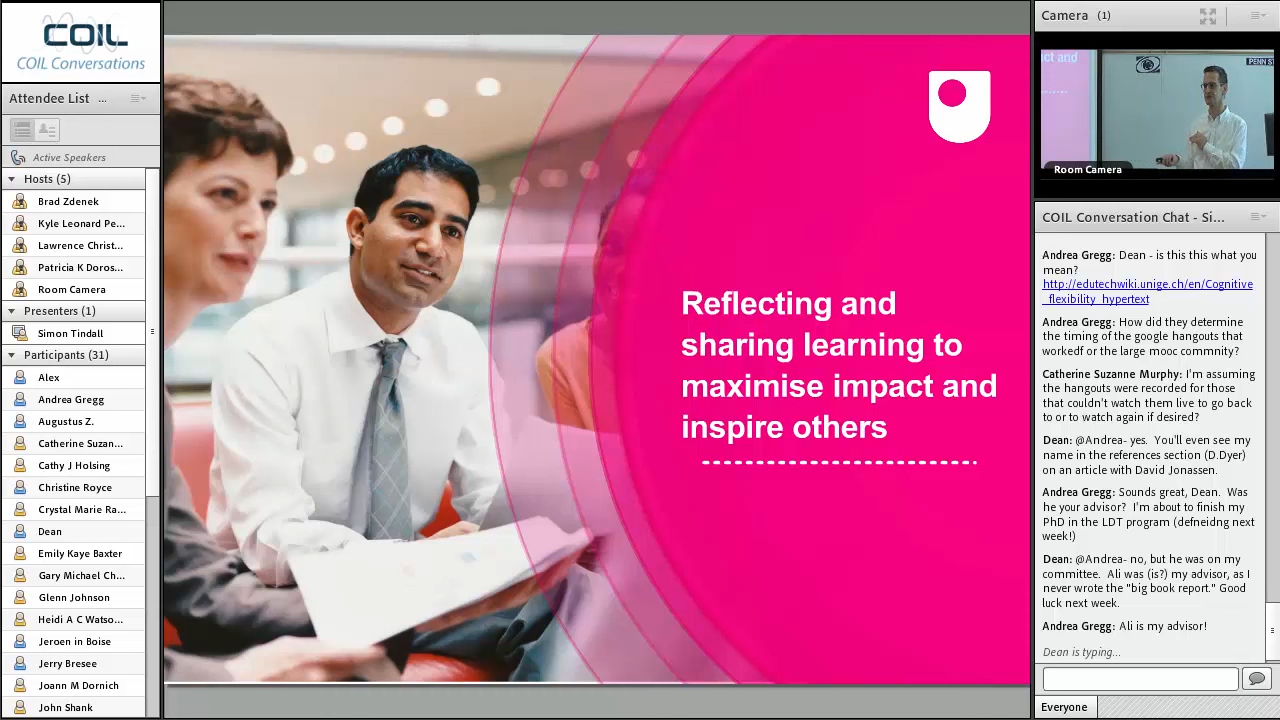 COIL
COIL Conversations
Attendee List ...
Active Speakers
Hosts (5)
Brad Zdenek
Kyle Leonard Pe...
Lawrence Christ...
Patricia K Doros...
Room Camera
Presenters (1)
Simon Tindall
Participants (31)
Alex
Andrea Gregg
Augustus Z.
Catherine Suzan...
Cathy J Holsing
Christine Royce
Crystal Marie Ra...
Dean
Emily Kaye Baxter
Gary Michael Ch...
Glenn Johnson
Heidi A C Watso...
Jeroen in Boise
Jerry Bresee
Joann M Dornich
John Shank
Reflecting and
sharing learning to
maximise impact and
inspire others
Camera (1)
ct and
PENN ST
Room Camera
COIL Conversation Chat - Si...
Andrea Gregg: Dean - is this this what you
mean?
http://edutechwiki.unige.ch/en/Cognitive
_flexibility_hypertext
Andrea Gregg: How did they determine
the timing of the google hangouts that
workedf or the large mooc commnity?
Catherine Suzanne Murphy: I'm assuming
the hangouts were recorded for those
that couldn't watch them live to go back
to or to watch again if desired?
Dean: @Andrea- yes. You'll even see my
name in the references section (D.Dyer)
on an article with David Jonassen.
Andrea Gregg: Sounds great, Dean. Was
he your advisor? I'm about to finish my
PhD in the LDT program (defneidng next
week!)
Dean: @Andrea- no, but he was on my
committee. Ali was (is?) my advisor, as I
never wrote the "big book report." Good
luck next week.
Andrea Gregg: Ali is my advisor!
Dean is typing...
Everyone